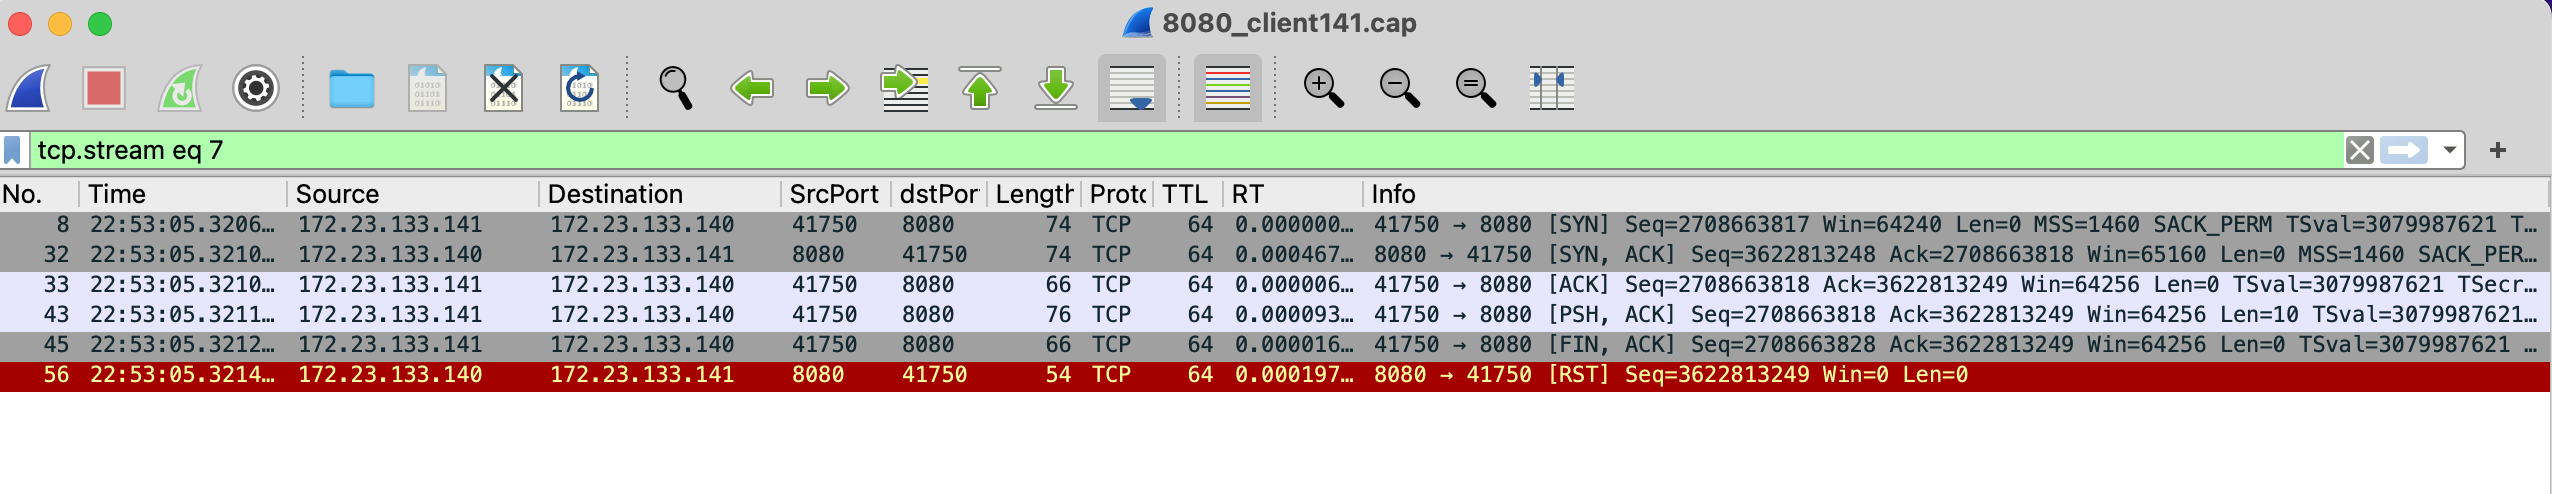 8080_client141.cap
tcp.stream eq 7
No. Time Source Destination SrcPort dstPor Length Proto TTL RT Info
8 22:53:05.3206… 172.23.133.141 172.23.133.140 41750 8080 74 TCP 64 0.000000… 41750 → 8080 [SYN] Seq=2708663817 Win=64240 Len=0 MSS=1460 SACK_PERM TSval=3079987621 T…
32 22:53:05.3210… 172.23.133.140 172.23.133.141 8080 41750 74 TCP 64 0.000467… 8080 → 41750 [SYN, ACK] Seq=3622813248 Ack=2708663818 Win=65160 Len=0 MSS=1460 SACK_PER…
33 22:53:05.3210… 172.23.133.141 172.23.133.140 41750 8080 66 TCP 64 0.000006… 41750 → 8080 [ACK] Seq=2708663818 Ack=3622813249 Win=64256 Len=0 TSval=3079987621 TSecr…
43 22:53:05.3211… 172.23.133.141 172.23.133.140 41750 8080 76 TCP 64 0.000093… 41750 → 8080 [PSH, ACK] Seq=2708663818 Ack=3622813249 Win=64256 Len=10 TSval=3079987621…
45 22:53:05.3212… 172.23.133.141 172.23.133.140 41750 8080 66 TCP 64 0.000016… 41750 → 8080 [FIN, ACK] Seq=2708663828 Ack=3622813249 Win=64256 Len=0 TSval=3079987621 …
56 22:53:05.3214… 172.23.133.140 172.23.133.141 8080 41750 54 TCP 64 0.000197… 8080 → 41750 [RST] Seq=3622813249 Win=0 Len=0